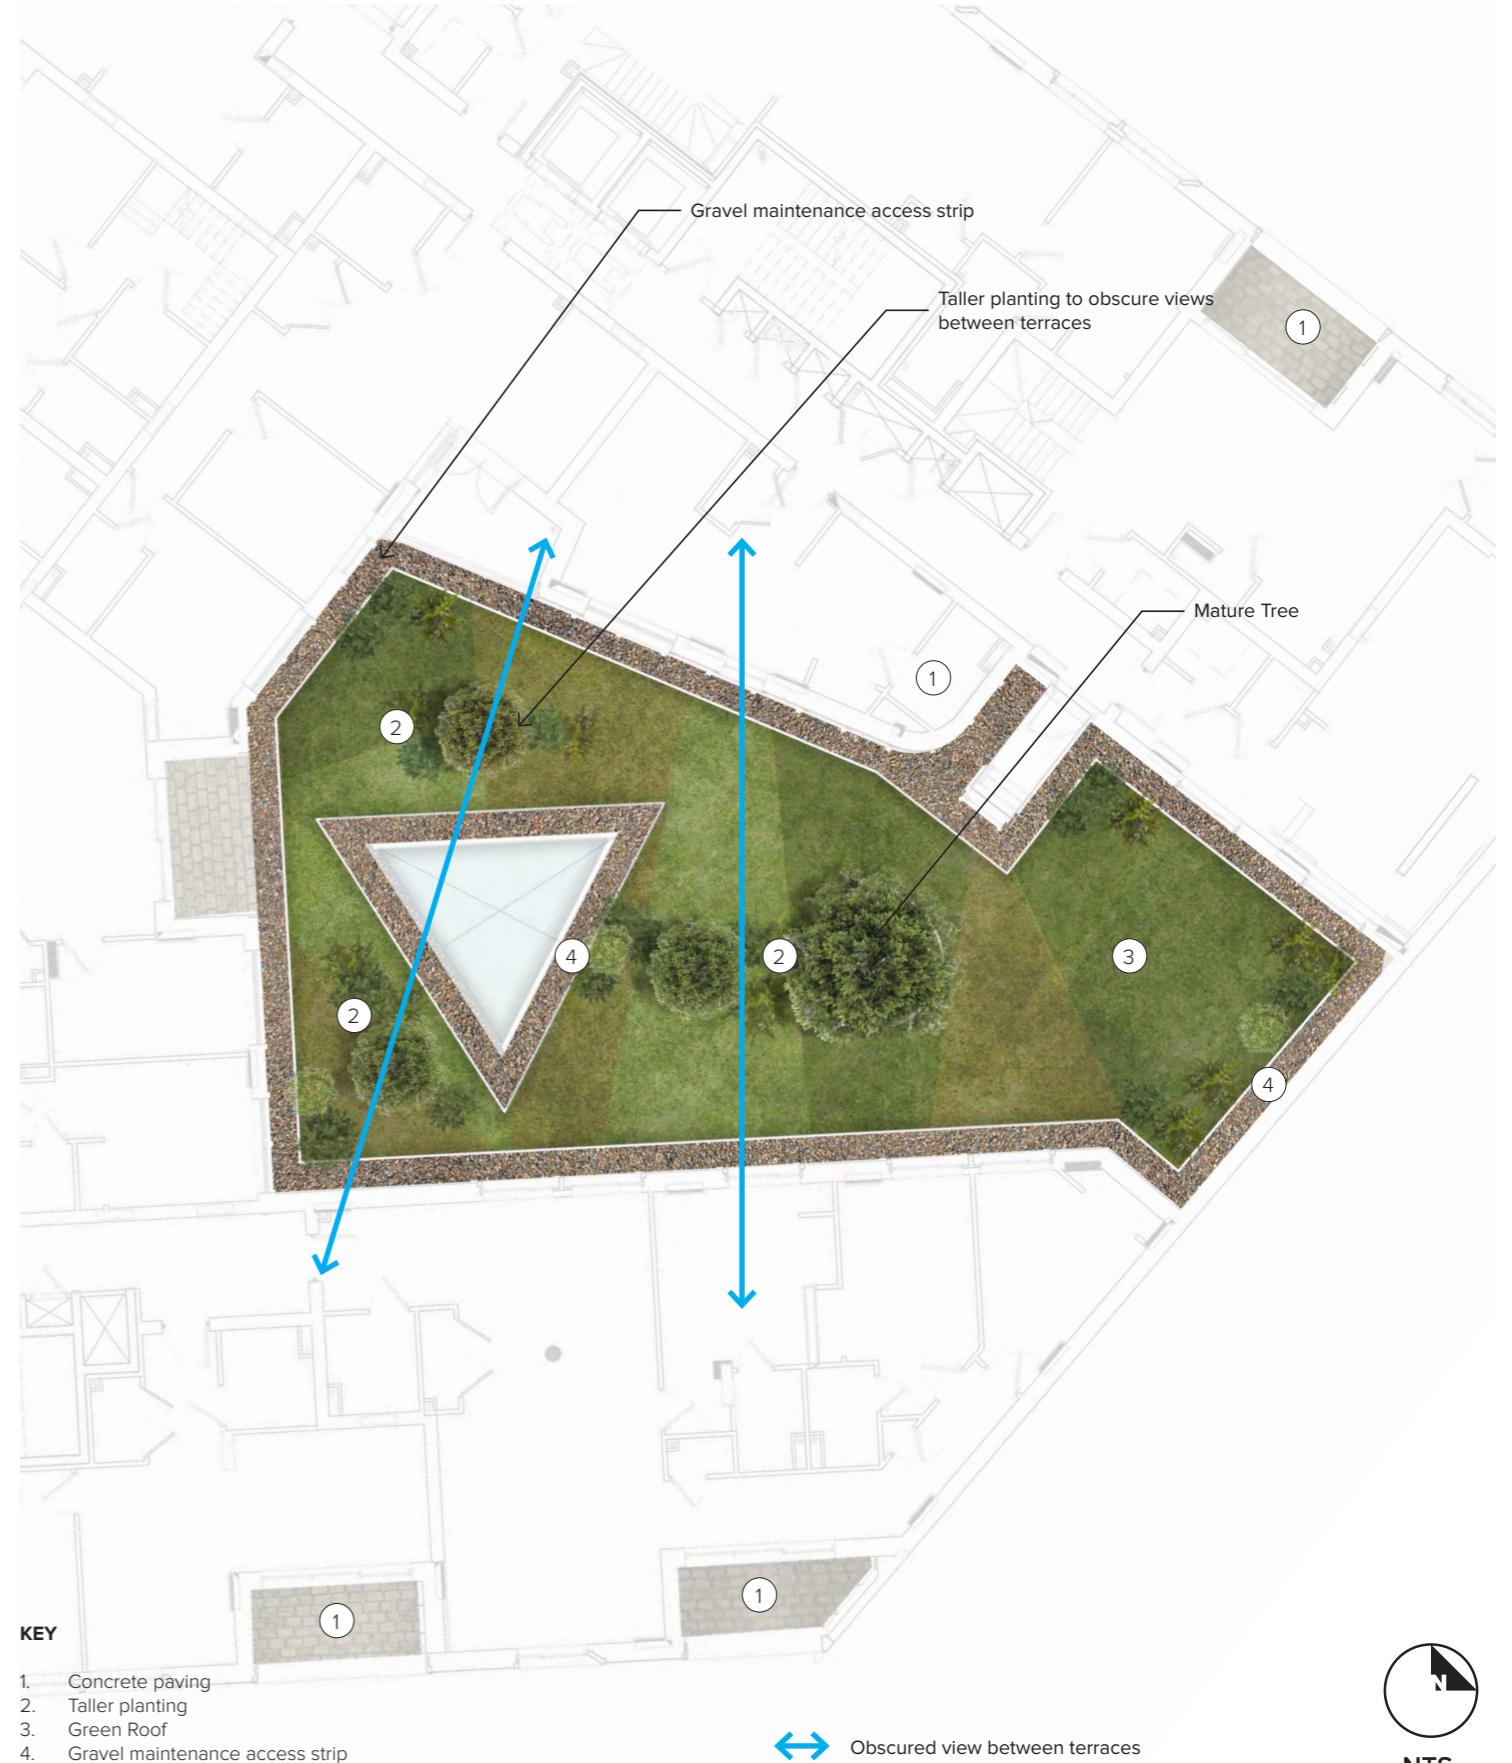 Gravel maintenance access strip
Taller planting to obscure views
between terraces
1
Mature Tree
1
2
4
2
3
2
4
1
1
KEY
1. Concrete paving
2. Taller planting
3. Green Roof
4. Gravel maintenance access strip
Obscured view between terraces
N
NTS